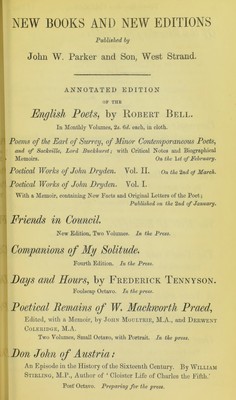 NEW BOOKS AND NEW EDITIONS
Published by
John W. Parker and Son, West Strand.
ANNOTATED EDITION
OF THE
English Poets, by ROBERT BELL.
In Monthly Volumes, 2s. 6d. each, in cloth.
Poems of the Earl of Surrey, of Minor Contemporaneous Poets,
and of Sackville, Lord Buckhurst; with Critical Notes and Biographical
Memoirs. On the 1st of February.
Poetical Works of John Dryden. Vol. II. On the 2nd of March.
Poetical Works of John Dryden. Vol. I.
With a Memoir, containing New Facts and Original Letters of the Poet;
Published on the 2nd of January.
Friends in Council.
New Edition, Two Volumes. In the Press.
Companions of My Solitude.
Fourth Edition. In the Press.
Days and Hours, by FREDERICK TENNYSON.
Foolscap Octavo. In the press.
Poetical Remains of W. Mackworth Praed,
Edited, with a Memoir, by JOHN MOULTRIE, M.A., and DERWENT
COLERIDGE, M.A.
Two Volumes, Small Octavo, with Portrait. In the press.
Don John of Austria:
An Episode in the History of the Sixteenth Century. By WILLIAM
STIRLING, M.P., Author of 'Cloister Life of Charles the Fifth.'
Post Octavo. Preparing for the press.